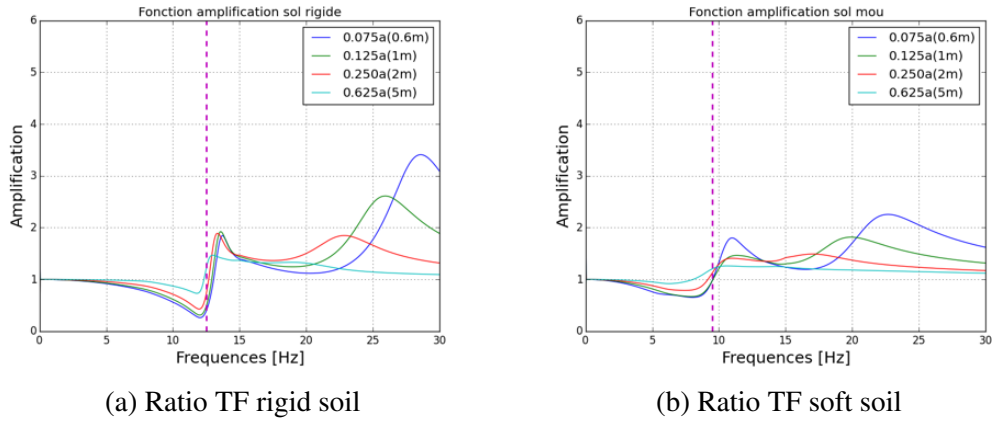 Fonction amplification sol rigide
0.075a(0.6m)
0.125a(1m)
0.250a(2m)
0.625a(5m)
Amplification
6
5
4
3
2
1
0
0 5 10 15 20 25 30
Frequences [Hz]
(a) Ratio TF rigid soil
Fonction amplification sol mou
0.075a(0.6m)
0.125a(1m)
0.250a(2m)
0.625a(5m)
Amplification
6
5
4
3
2
1
0
0 5 10 15 20 25 30
Frequences [Hz]
(b) Ratio TF soft soil